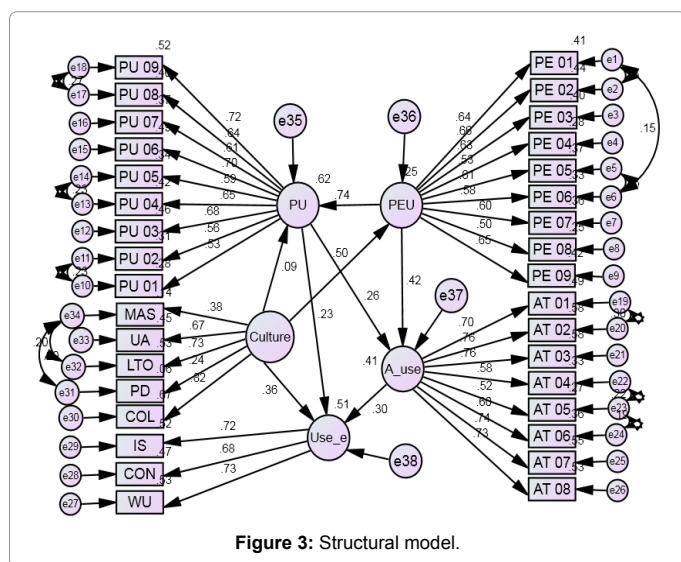 .52
e18 PU 09
.27
e17 PU 08
e16 PU 07
e15 PU 06
e14 PU 05
.23
e13 PU 04
e12 PU 03
e11 PU 02
.23
e10 PU 01
e34 MAS
e33 UA
e32 LTO
.20
e31 PD
e30 COL
e29 IS
e28 CON
e27 WU
.72
.64
.61
.70
.59
.65
.68
.56
.53
.38
.67
.73
.24
.62
.72
.68
.73
e35
.62
PU
.74
e36
.25
PEU
.50
.09
.26
.23
.42
e37
Culture
.36
.41
A_use
.30
.51
Use_e
e38
.41
PE 01 e1
PE 02 e2
PE 03 e3
PE 04 e4
PE 05 e5
PE 06 e6
PE 07 e7
PE 08 e8
PE 09 e9
.15
.64
.66
.63
.53
.61
.58
.60
.50
.65
AT 01 e19
AT 02 e20
AT 03 e21
AT 04 e22
AT 05 e23
AT 06 e24
AT 07 e25
AT 08 e26
.70
.76
.76
.58
.52
.60
.74
.73
Figure 3: Structural model.